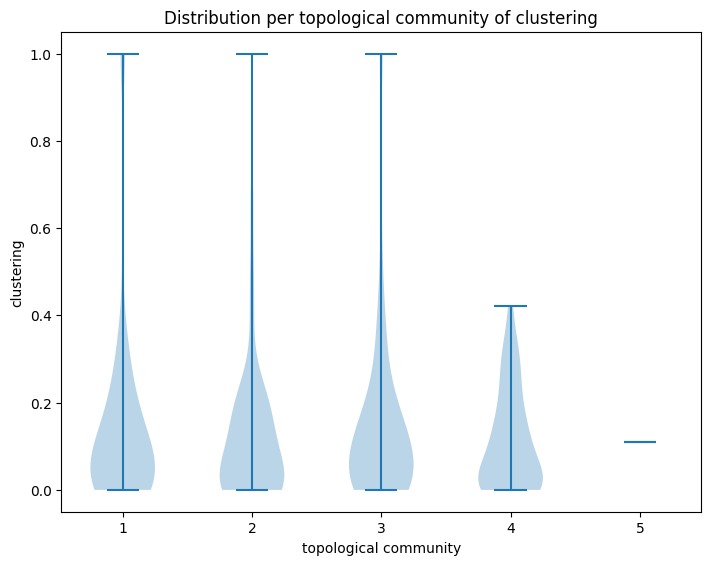 Distribution per topological community of clustering
clustering
1.0
0.8
0.6
0.4
0.2
0.0
1 2 3 4 5
topological community